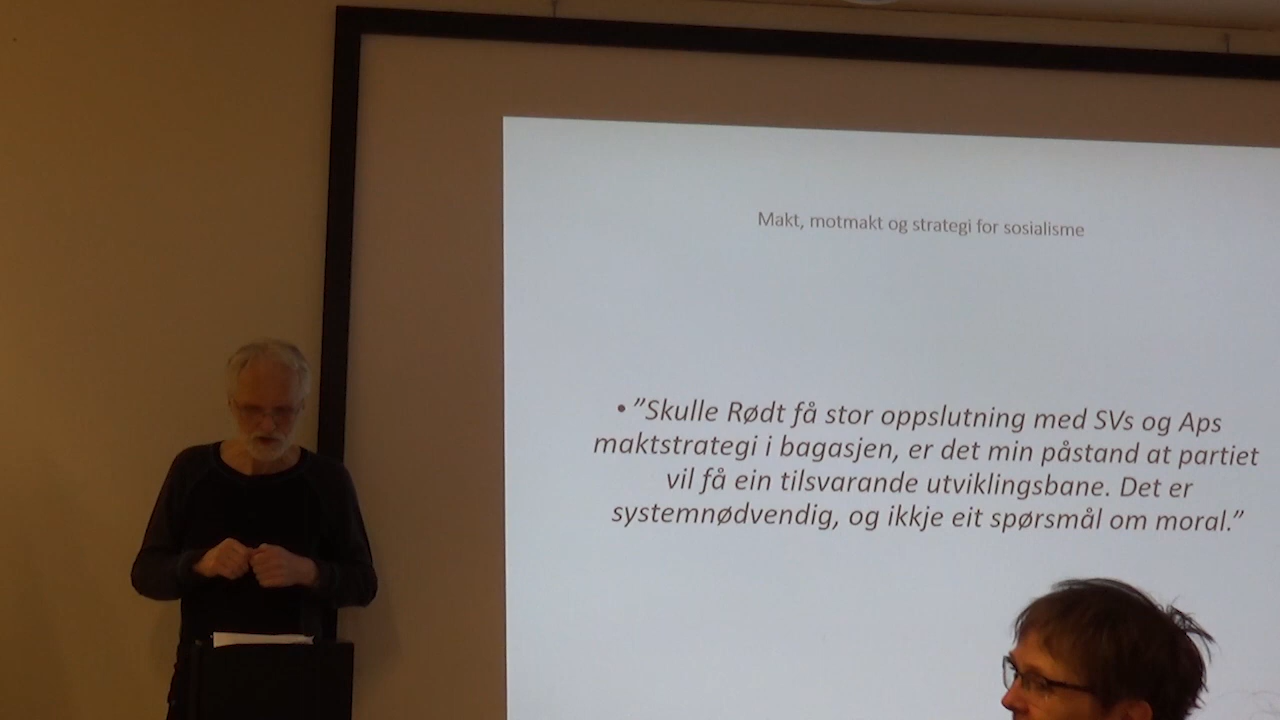 Makt, motmakt og strategi for sosialisme
• ”Skulle Rødt få stor oppslutning med SVs og Aps
maktstrategi i bagasjen, er det min påstand at partiet
vil få ein tilsvarande utviklingsbane. Det er
systemnødvendig, og ikkje eit spørsmål om moral.”